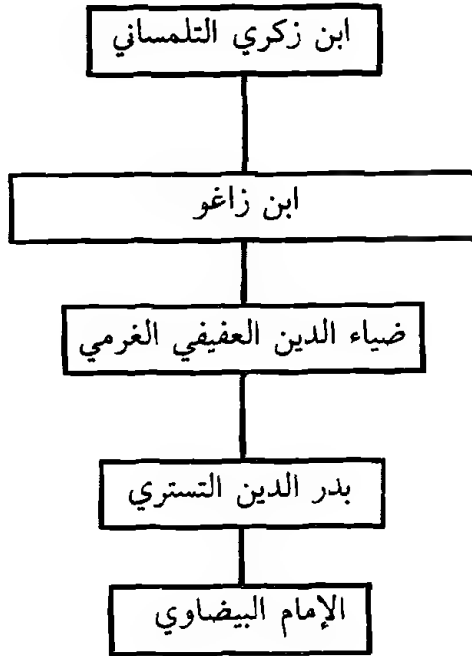 ابن زكري التلمساني
ابن زاغو
ضياء الدين العفيفي الغرمي
بدر الدين التستري
الإمام البيضاوي